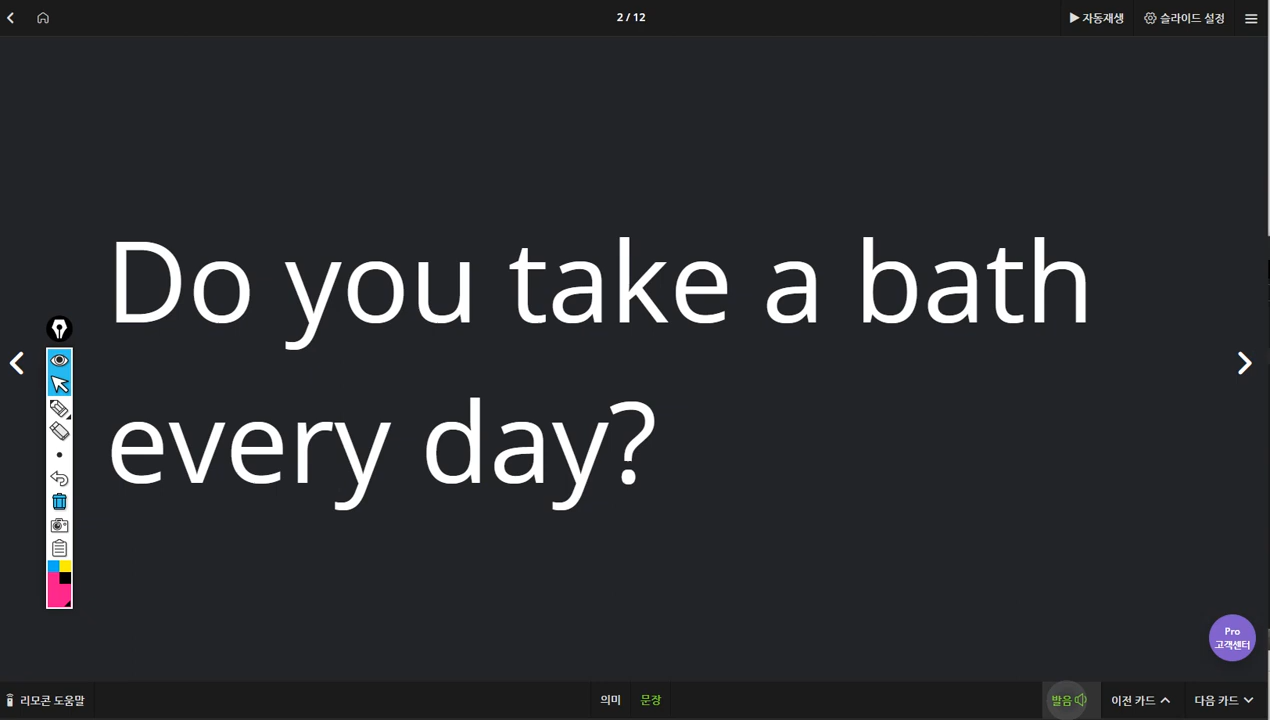 2 / 12
자동재생
슬라이드 설정
Do you take a bath
every day?
Pro
고객센터
리모콘 도움말
의미
문장
발음
이전 카드
다음 카드